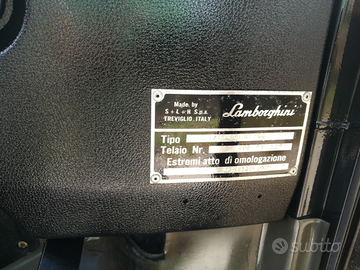 Made by
S+L+H S.p.a.
TREVIGLIO.ITALY
Lamborghini
Tipo
Telaio Nr.
Estremi atto di omologazione
subito